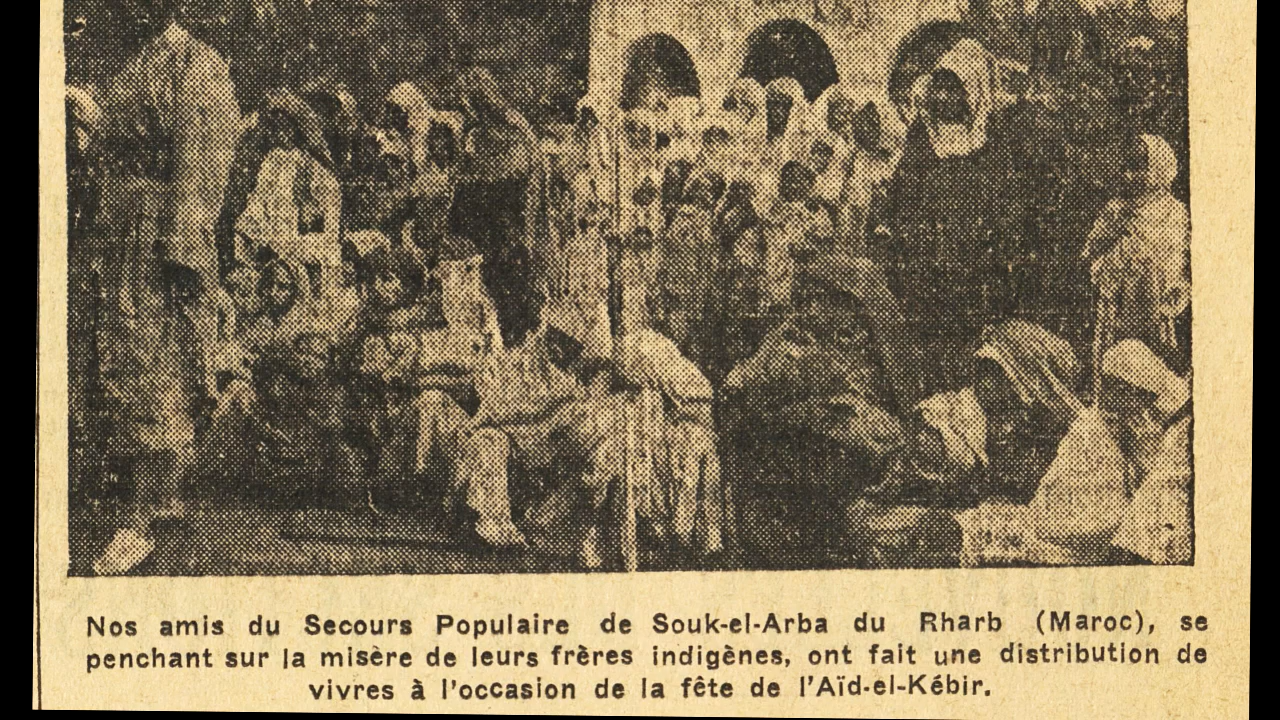 Nos amis du Secours Populaire de Souk-el-Arba du Rharb (Maroc), se
penchant sur la misère de leurs frères indigènes, ont fait une distribution de
vivres à l'occasion de la fête de l'Aïd-el-Kébir.